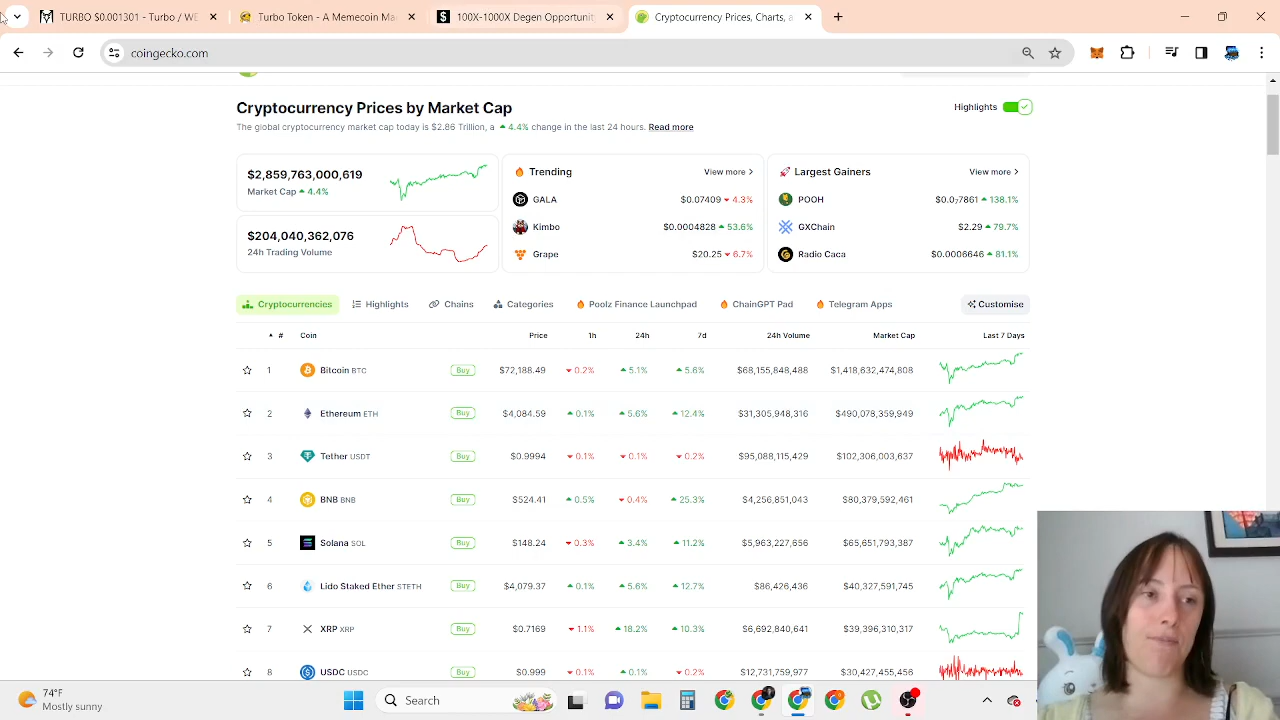 TURBO $0.001301 - Turbo / WE
Turbo Token - A Memecoin Ma
100X-1000X Degen Opportunit
Cryptocurrency Prices, Charts, a
coingecko.com
Cryptocurrency Prices by Market Cap
Highlights
The global cryptocurrency market cap today is $2.86 Trillion, a 4.4% change in the last 24 hours. Read more
$2,859,763,000,619
Market Cap 4.4%
$204,040,362,076
24h Trading Volume
Trending View more
GALA $0.07409 4.3%
Kimbo $0.0004828 53.6%
Grape $20.25 6.7%
Largest Gainers View more
POOH $0.0₇7861 138.1%
GXChain $2.29 79.7%
Radio Caca $0.0006646 81.1%
Cryptocurrencies Highlights Chains Categories Poolz Finance Launchpad ChainGPT Pad Telegram Apps Customise
# Coin Price 1h 24h 7d 24h Volume Market Cap Last 7 Days
1 Bitcoin BTC Buy $72,188.49 0.2% 5.1% 5.6% $68,155,848,488 $1,418,632,474,808
2 Ethereum ETH Buy $4,084.59 0.1% 5.6% 12.4% $31,305,948,316 $490,078,359,949
3 Tether USDT Buy $0.9994 0.1% 0.1% 0.2% $95,088,115,429 $102,306,003,637
4 BNB BNB Buy $524.41 0.5% 0.4% 25.3% $4,256,851,043 $80,379,592,461
5 Solana SOL Buy $148.24 0.3% 3.4% 11.2% $5,963,227,656 $65,651,793,387
6 Lido Staked Ether STETH Buy $4,079.37 0.1% 5.6% 12.7% $86,426,436 $40,327,591,745
7 XRP XRP Buy $0.7169 1.1% 18.2% 10.3% $6,692,840,641 $39,396,310,317
8 USDC USDC Buy $0.999 0.1% 0.1% 0.2% $12,731,759,977 $30,427,455,456
74°F
Mostly sunny
Search